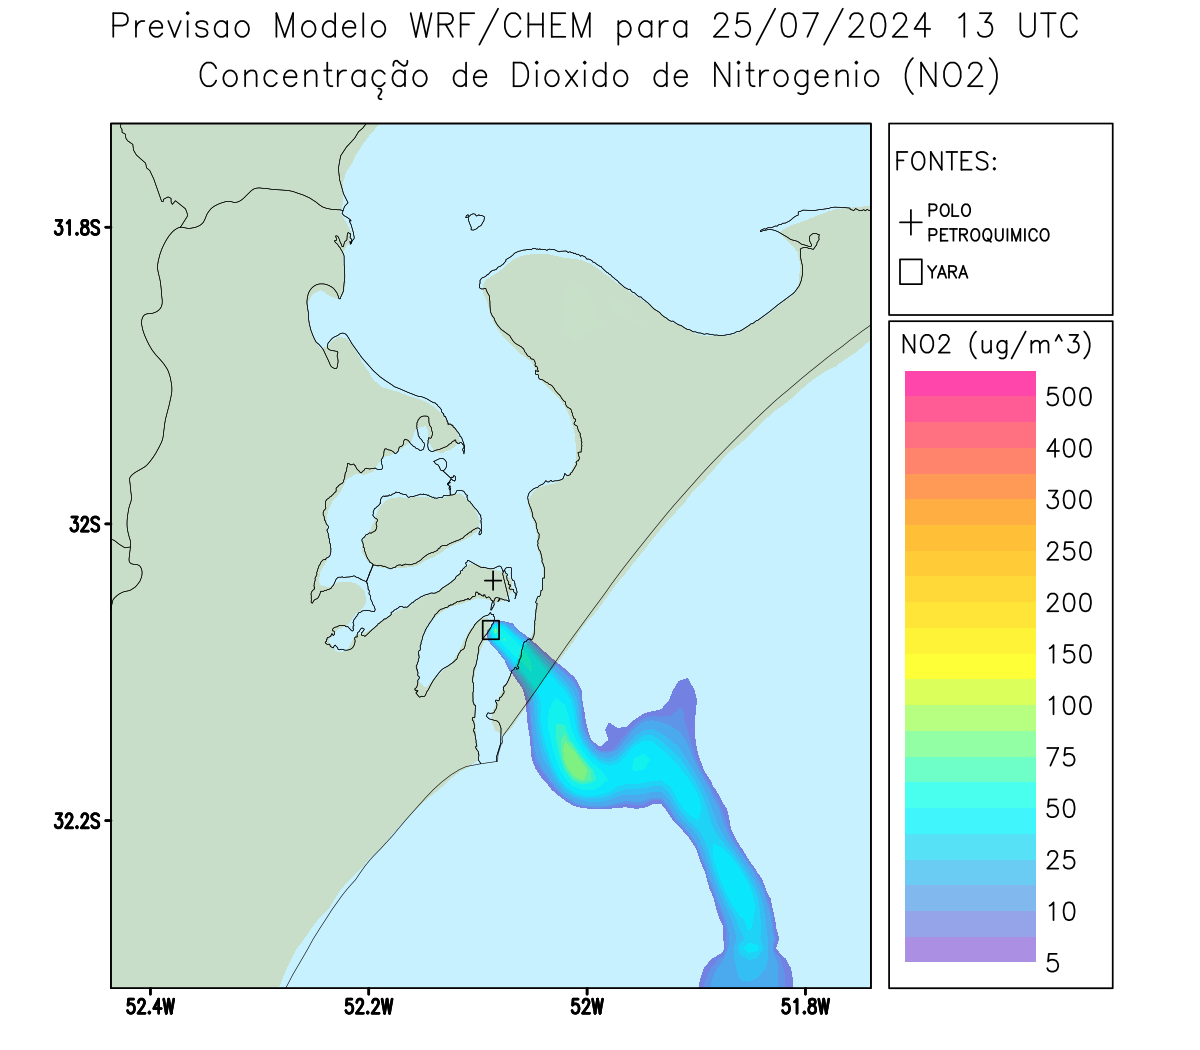 Previsao Modelo WRF/CHEM para 25/07/2024 13 UTC
Concentração de Dioxido de Nitrogenio (NO2)
FONTES:
POLO
PETROQUIMICO
YARA
NO2 (ug/m^3)
500
400
300
250
200
150
100
75
50
25
10
5
31.8S
32S
32.2S
52.4W
52.2W
52W
51.8W